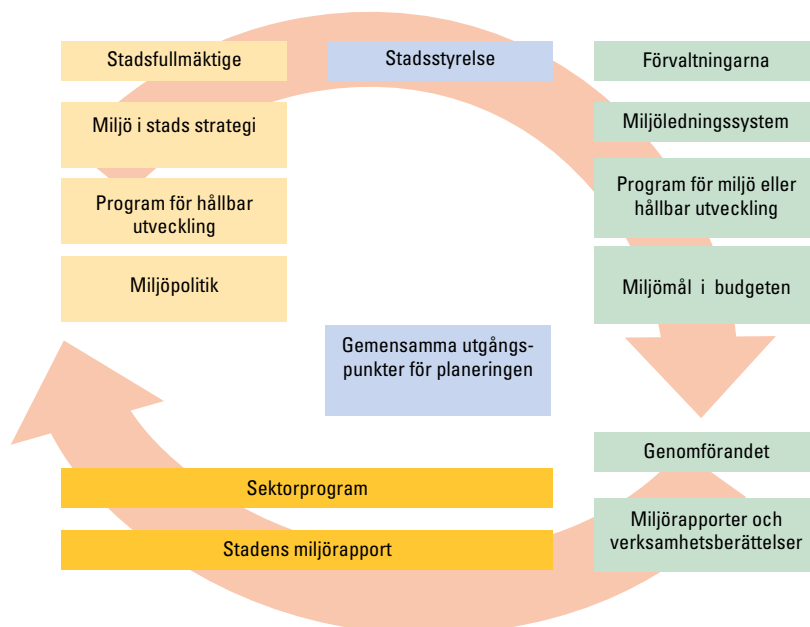 Stadsfullmäktige
Stadsstyrelse
Förvaltningarna
Miljö i stads strategi
Miljöledningssystem
Program för hållbar
utveckling
Program för miljö eller
hållbar utveckling
Miljöpolitik
Miljömål i budgeten
Gemensamma utgångs-
punkter för planeringen
Genomförandet
Sektorprogram
Miljörapporter och
verksamhetsberättelser
Stadens miljörapport